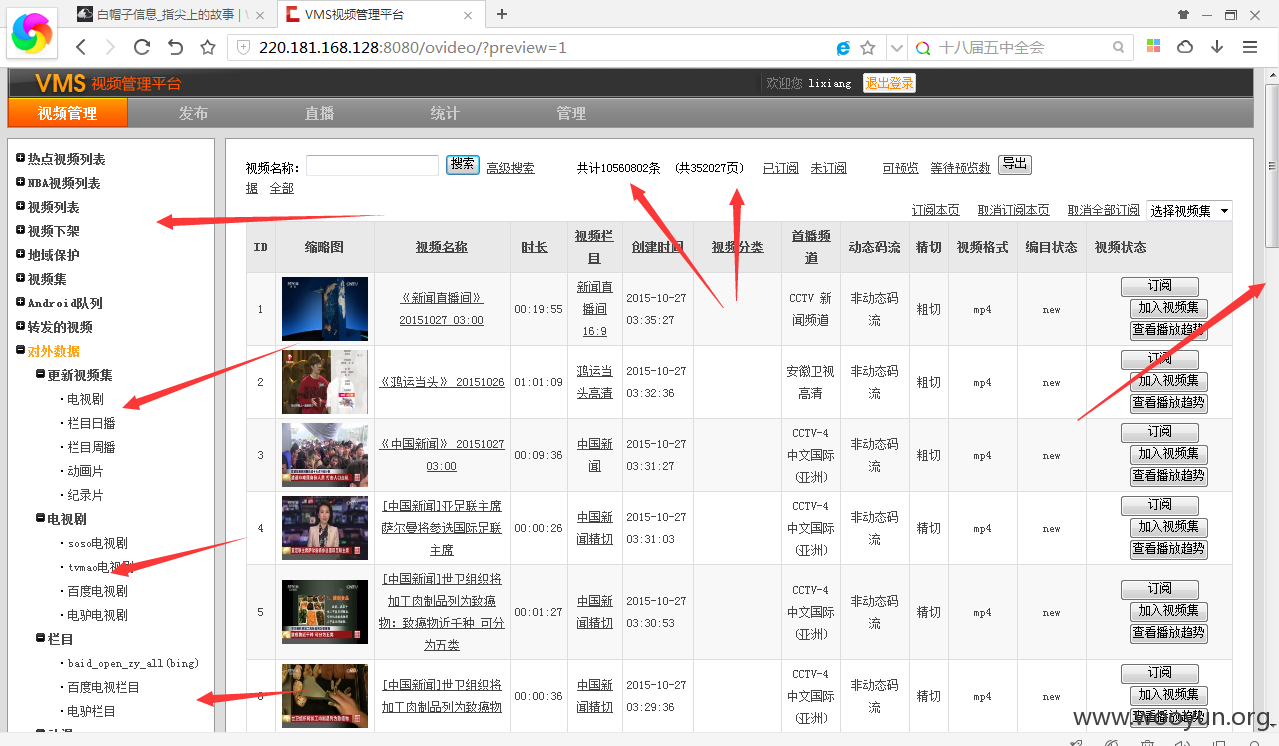 白帽子信息_指尖上的故事 |
VMS视频管理平台
220.181.168.128:8080/ovideo/?preview=1
十八届五中全会
VMS 视频管理平台
欢迎您 lixiang 退出登录
视频管理 发布 直播 统计 管理
热点视频列表
NBA视频列表
视频列表
视频下架
地域保护
视频集
Android队列
转发的视频
对外数据
更新视频集
电视剧
栏目日播
栏目周播
动画片
纪录片
电视剧
soso电视剧
tvmao电视剧
百度电视剧
电驴电视剧
栏目
baid_open_zy_all(bing)
百度电视栏目
电驴栏目
视频名称: 搜索 高级搜索 共计10560802条 (共352027页) 已订阅 未订阅 可预览 等待预览数 导出
据 全部
订阅本页 取消订阅本页 取消全部订阅 选择视频集
ID 缩略图 视频名称 时长 视频栏目 创建时间 视频分类 首播频道 动态码流 精切 视频格式 编目状态 视频状态
1 《新闻直播间》 20151027 03:00 00:19:55 新闻直播间 16:9 2015-10-27 03:35:27 CCTV 新闻频道 非动态码流 粗切 mp4 new 订阅 加入视频集 查看播放趋势
2 《鸿运当头》 20151026 01:01:09 鸿运当头高清 2015-10-27 03:32:36 安徽卫视高清 非动态码流 粗切 mp4 new 订阅 加入视频集 查看播放趋势
3 《中国新闻》 20151027 03:00 00:09:36 中国新闻 2015-10-27 03:31:27 CCTV-4 中文国际 (亚洲) 非动态码流 粗切 mp4 new 订阅 加入视频集 查看播放趋势
4 [中国新闻]亚足联主席萨尔曼将参选国际足联主席 00:00:26 中国新闻精切 2015-10-27 03:31:03 CCTV-4 中文国际 (亚洲) 非动态码流 精切 mp4 new 订阅 加入视频集 查看播放趋势
5 [中国新闻]世卫组织将加工肉制品列为致癌物：致癌物近千种 可分为五类 00:01:27 中国新闻精切 2015-10-27 03:30:53 CCTV-4 中文国际 (亚洲) 非动态码流 精切 mp4 new 订阅 加入视频集 查看播放趋势
6 [中国新闻]世卫组织将加工肉制品列为致癌物 00:00:36 中国新闻精切 2015-10-27 03:29:36 CCTV-4 中文国际 (亚洲) 非动态码流 精切 mp4 new 订阅 加入视频集 查看播放趋势
www.wooyun.org